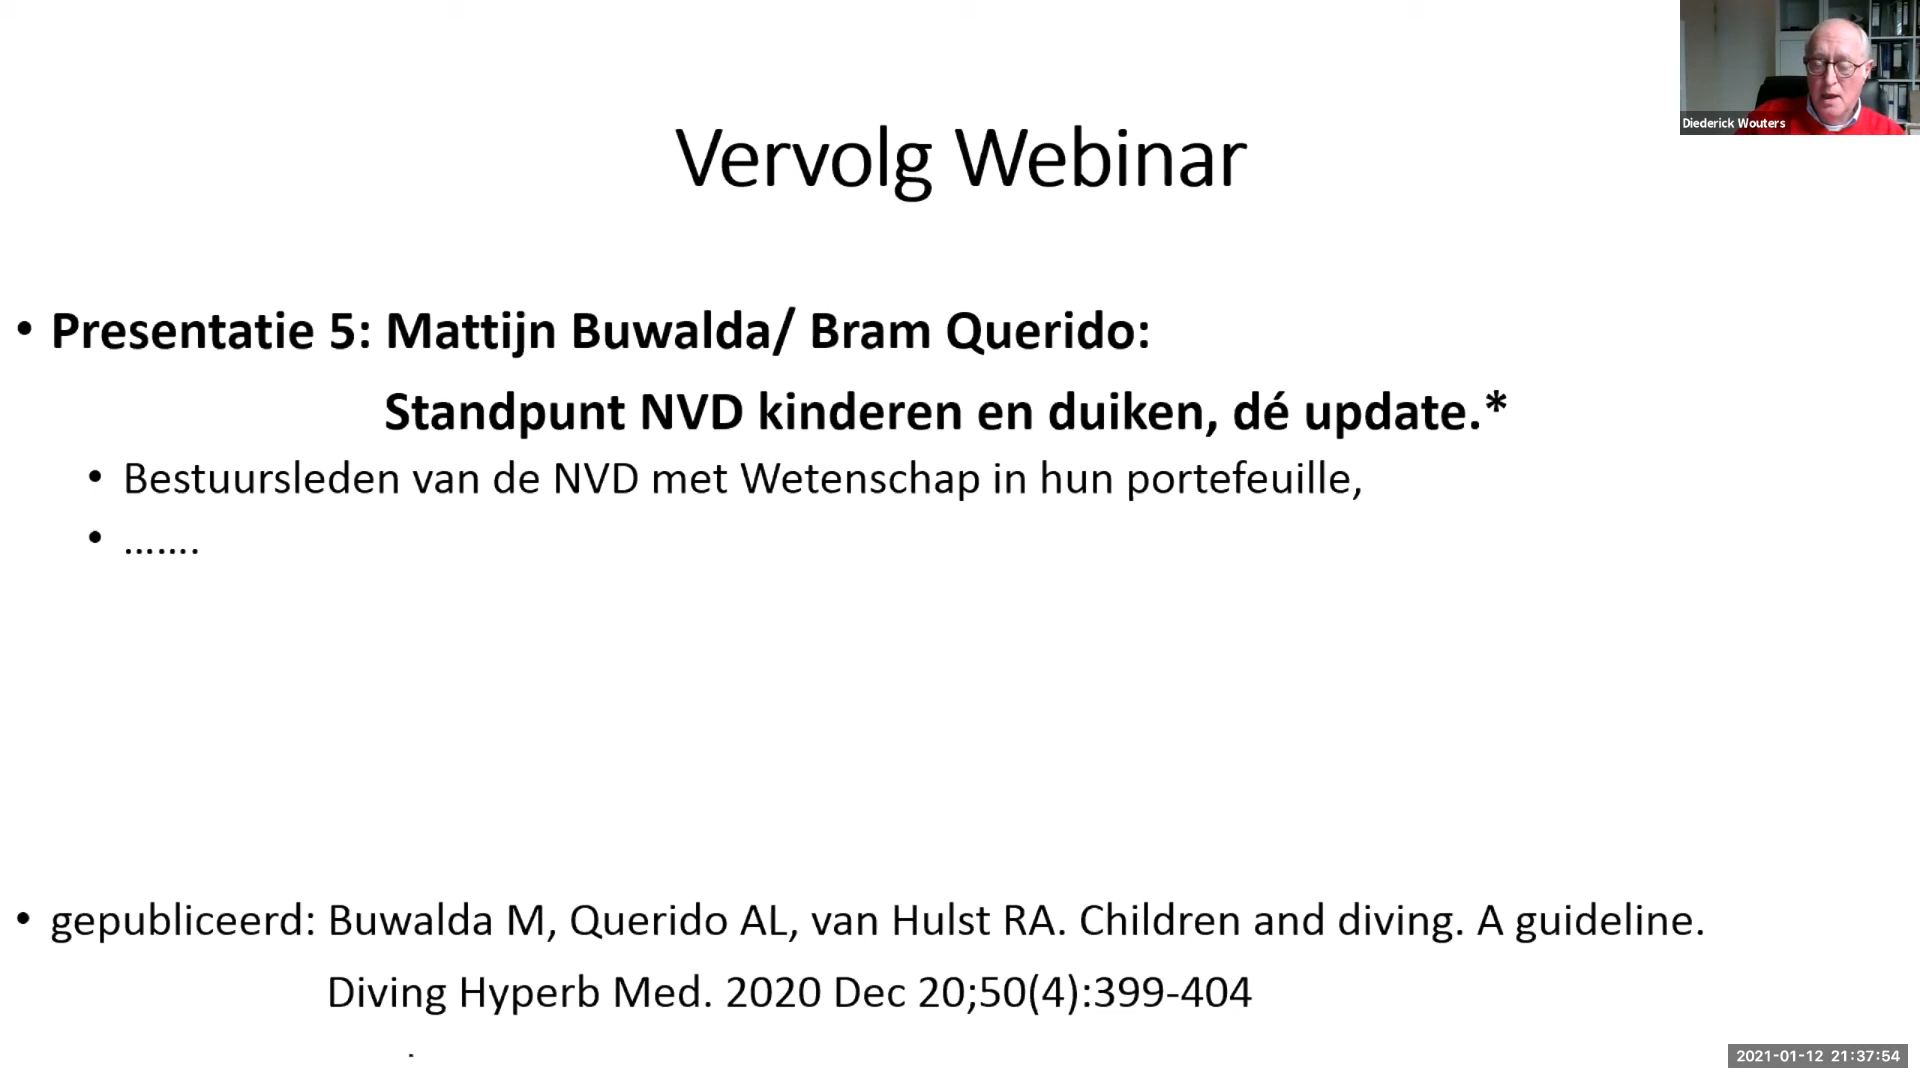 Diederick Wouters
Vervolg Webinar
• Presentatie 5: Mattijn Buwalda/ Bram Querido:
Standpunt NVD kinderen en duiken, dé update.*
• Bestuursleden van de NVD met Wetenschap in hun portefeuille,
• .......
• gepubliceerd: Buwalda M, Querido AL, van Hulst RA. Children and diving. A guideline.
Diving Hyperb Med. 2020 Dec 20;50(4):399-404
.
2021-01-12 21:37:54